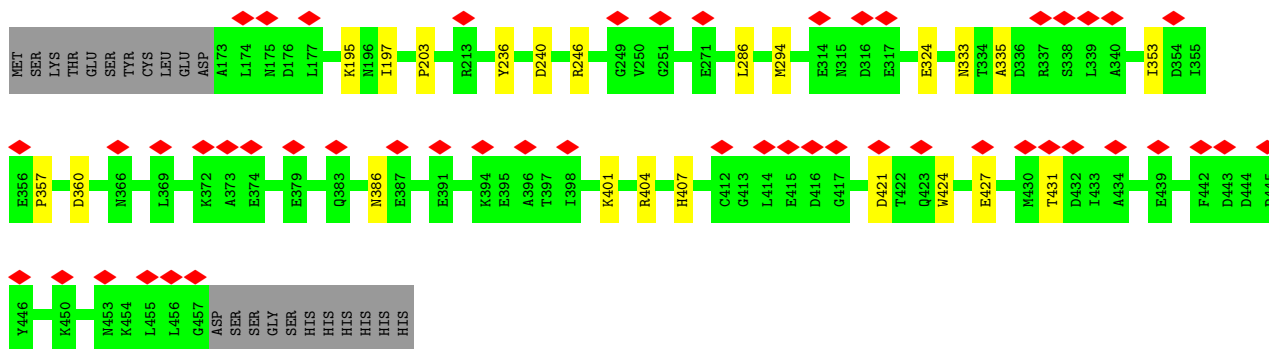 MET SER LYS THR GLU SER TYR CYS LEU GLU ASP A173 L174 N175 D176 L177 K195 N196 I197 P203 R213 Y236 D240 R246 G249 V250 G251 E271 L286 M294 E314 N315 D316 E317 E324 N333 T334 A335 D336 R337 S338 L339 A340 I353 D354 I355
E356 P357 D360 N366 L369 K372 A373 E374 E379 Q383 N386 E387 E391 K394 E395 A396 T397 I398 K401 R404 H407 C412 G413 L414 E415 D416 G417 D421 T422 Q423 W424 E427 M430 T431 D432 I433 A434 E439 F442 D443 D444
Y446 K450 N453 K454 L455 L456 G457 ASP SER SER GLY SER HIS HIS HIS HIS HIS HIS